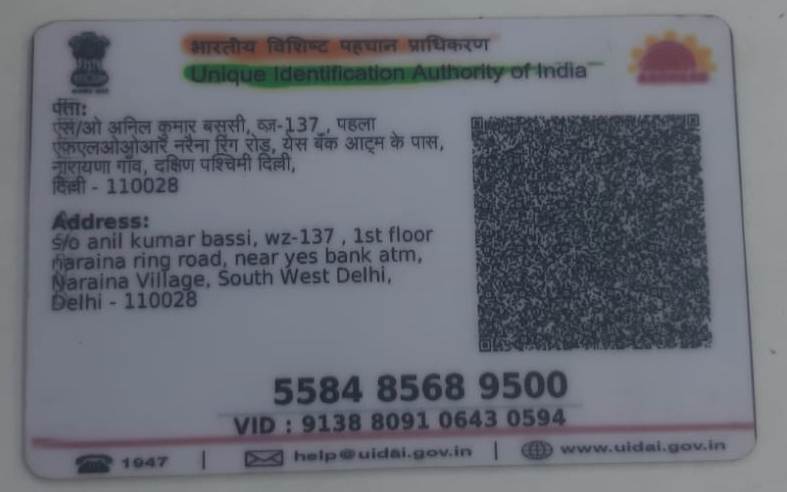 भारतीय विशिष्ट पहचान प्राधिकरण
Unique Identification Authority of India
पता:
एस/ओ अनिल कुमार बससी, व्ज़-137 , पहला
एफएलओओआर नरैना रिंग रोड, येस बैंक आट्म के पास,
नारायणा गाँव, दक्षिण पश्चिमी दिल्ली,
दिल्ली - 110028
Address:
s/o anil kumar bassi, wz-137 , 1st floor
naraina ring road, near yes bank atm,
Naraina Village, South West Delhi,
Delhi - 110028
5584 8568 9500
VID : 9138 8091 0643 0594
1947 | help@uidai.gov.in | www.uidai.gov.in